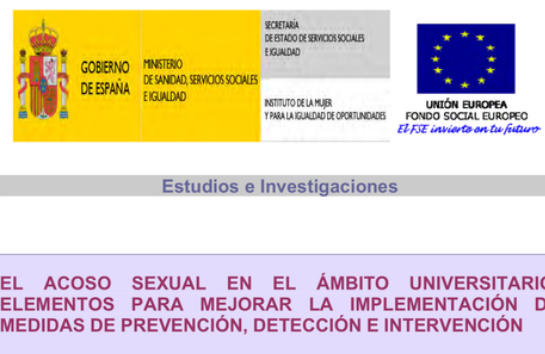 GOBIERNO
DE ESPAÑA
MINISTERIO
DE SANIDAD, SERVICIOS SOCIALES
E IGUALDAD
SECRETARÍA
DE ESTADO DE SERVICIOS SOCIALES
E IGUALDAD
INSTITUTO DE LA MUJER
Y PARA LA IGUALDAD DE OPORTUNIDADES
UNIÓN EUROPEA
FONDO SOCIAL EUROPEO
El FSE invierte en tu futuro
Estudios e Investigaciones
EL ACOSO SEXUAL EN EL ÁMBITO UNIVERSITARIO
ELEMENTOS PARA MEJORAR LA IMPLEMENTACIÓN D
MEDIDAS DE PREVENCIÓN, DETECCIÓN E INTERVENCIÓN